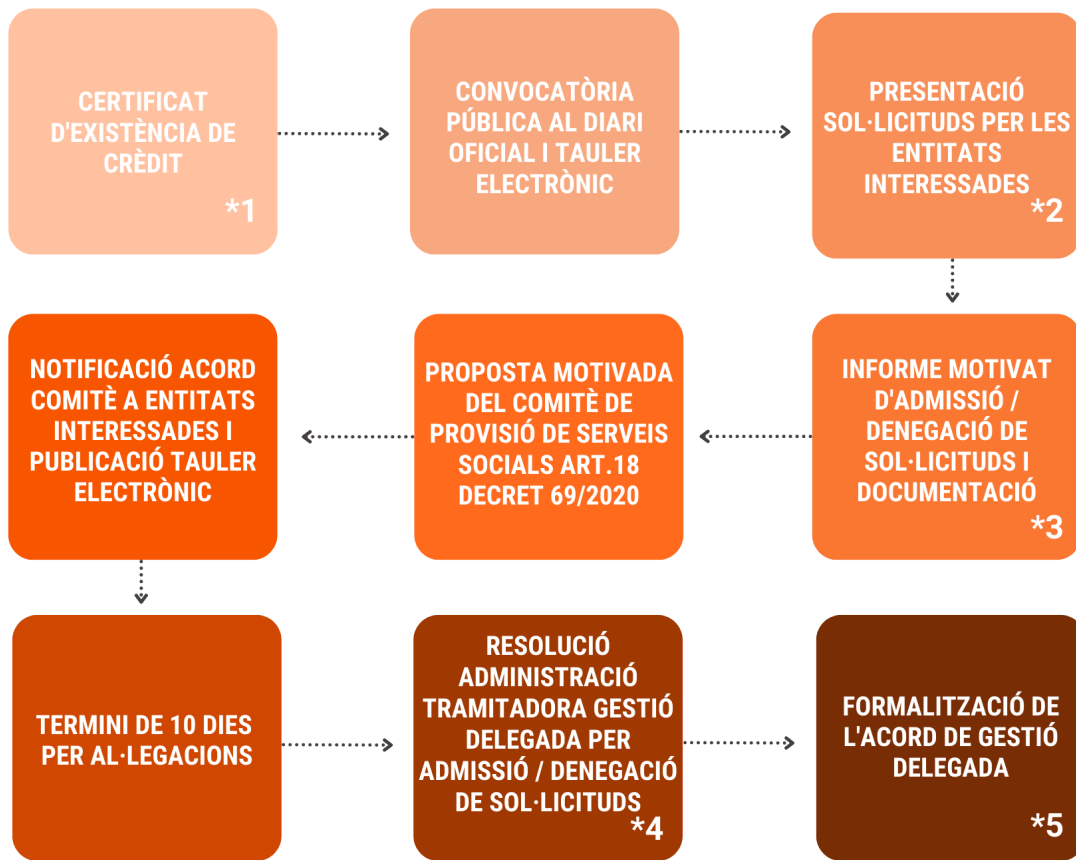 CERTIFICAT
D'EXISTÈNCIA DE
CRÈDIT
*1
CONVOCATÒRIA
PÚBLICA AL DIARI
OFICIAL I TAULER
ELECTRÒNIC
PRESENTACIÓ
SOL·LICITUDS PER LES
ENTITATS
INTERESSADES
*2
INFORME MOTIVAT
D'ADMISSIÓ /
DENEGACIÓ DE
SOL·LICITUDS I
DOCUMENTACIÓ
*3
PROPOSTA MOTIVADA
DEL COMITÈ DE
PROVISIÓ DE SERVEIS
SOCIALS ART.18
DECRET 69/2020
NOTIFICACIÓ ACORD
COMITÈ A ENTITATS
INTERESSADES I
PUBLICACIÓ TAULER
ELECTRÒNIC
TERMINI DE 10 DIES
PER AL·LEGACIONS
RESOLUCIÓ
ADMINISTRACIÓ
TRAMITADORA GESTIÓ
DELEGADA PER
ADMISSIÓ / DENEGACIÓ
DE SOL·LICITUDS
*4
FORMALITZACIÓ DE
L'ACORD DE GESTIÓ
DELEGADA
*5